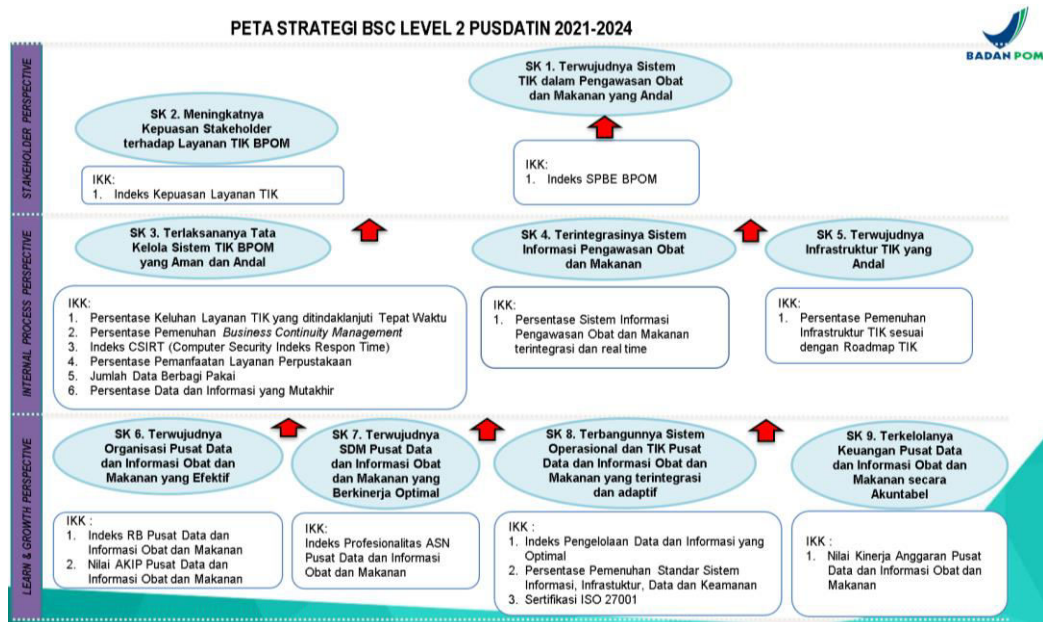 PETA STRATEGI BSC LEVEL 2 PUSDATIN 2021-2024
BADAN POM
STAKEHOLDER PERSPECTIVE
SK 1. Terwujudnya Sistem
TIK dalam Pengawasan Obat
dan Makanan yang Andal
SK 2. Meningkatnya
Kepuasan Stakeholder
terhadap Layanan TIK BPOM
IKK:
1. Indeks Kepuasan Layanan TIK
IKK:
1. Indeks SPBE BPOM
INTERNAL PROCESS PERSPECTIVE
SK 3. Terlaksananya Tata
Kelola Sistem TIK BPOM
yang Aman dan Andal
SK 4. Terintegrasinya Sistem
Informasi Pengawasan Obat
dan Makanan
SK 5. Terwujudnya
Infrastruktur TIK yang
Andal
IKK:
1. Persentase Keluhan Layanan TIK yang ditindaklanjuti Tepat Waktu
2. Persentase Pemenuhan Business Continuity Management
3. Indeks CSIRT (Computer Security Indeks Respon Time)
4. Persentase Pemanfaatan Layanan Perpustakaan
5. Jumlah Data Berbagi Pakai
6. Persentase Data dan Informasi yang Mutakhir
IKK:
1. Persentase Sistem Informasi
Pengawasan Obat dan Makanan
terintegrasi dan real time
IKK:
1. Persentase Pemenuhan
Infrastruktur TIK sesuai
dengan Roadmap TIK
LEARN & GROWTH PERSPECTIVE
SK 6. Terwujudnya
Organisasi Pusat Data
dan Informasi Obat dan
Makanan yang Efektif
SK 7. Terwujudnya
SDM Pusat Data
dan Informasi Obat
dan Makanan yang
Berkinerja Optimal
SK 8. Terbangunnya Sistem
Operasional dan TIK Pusat
Data dan Informasi Obat dan
Makanan yang terintegrasi
dan adaptif
SK 9. Terkelolanya
Keuangan Pusat Data
dan Informasi Obat dan
Makanan secara
Akuntabel
IKK :
1. Indeks RB Pusat Data dan
Informasi Obat dan Makanan
2. Nilai AKIP Pusat Data dan
Informasi Obat dan Makanan
IKK:
Indeks Profesionalitas ASN
Pusat Data dan Informasi
Obat dan Makanan
IKK :
1. Indeks Pengelolaan Data dan Informasi yang
Optimal
2. Persentase Pemenuhan Standar Sistem
Informasi, Infrastuktur, Data dan Keamanan
3. Sertifikasi ISO 27001
IKK :
1. Nilai Kinerja Anggaran Pusat
Data dan Informasi Obat dan
Makanan